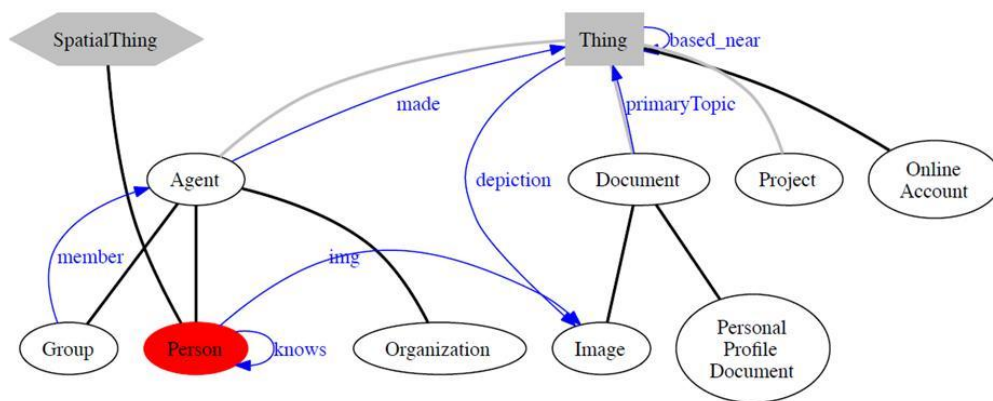 SpatialThing
Thing
based_near
made
primaryTopic
Agent
depiction
Document
Project
Online
Account
member
img
Group
Person
knows
Organization
Image
Personal
Profile
Document